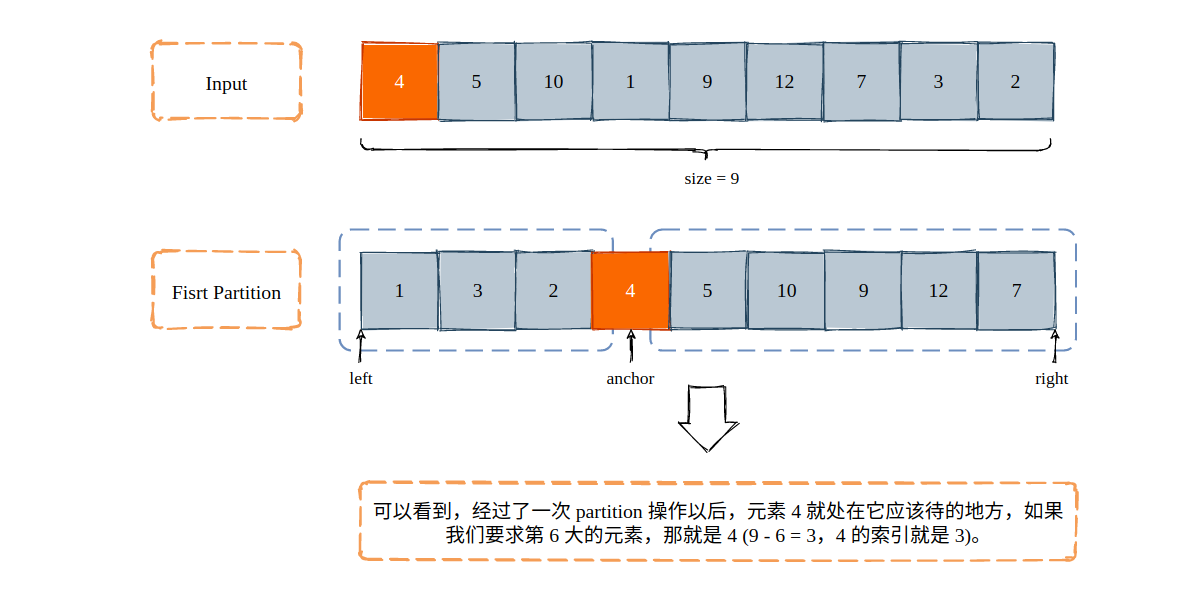 Input
4 5 10 1 9 12 7 3 2
size = 9
Fisrt Partition
1 3 2 4 5 10 9 12 7
left anchor right
可以看到，经过了一次 partition 操作以后，元素 4 就处在它应该待的地方，如果
我们要求第 6 大的元素，那就是 4 (9 - 6 = 3，4 的索引就是 3)。